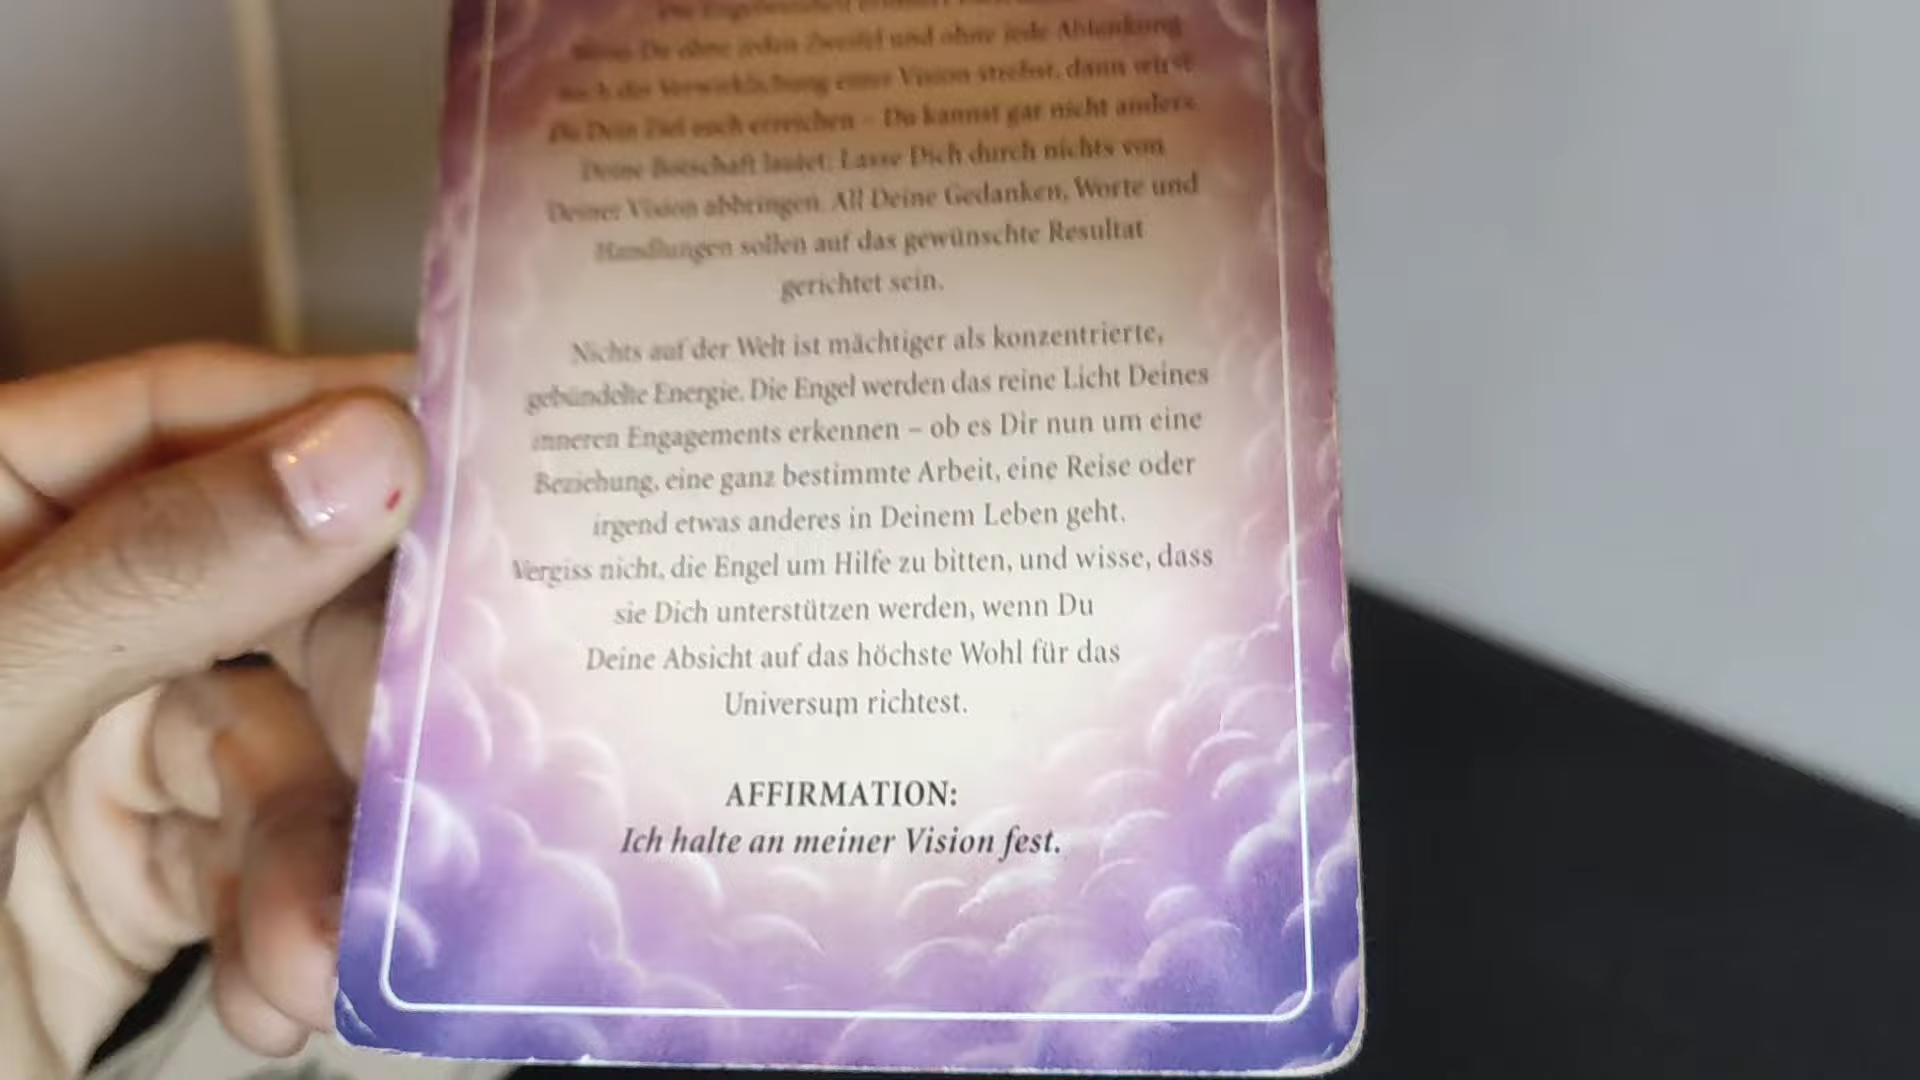 Wenn Du ohne jeden Zweifel und ohne jede Ablenkung
nach der Verwirklichung einer Vision strebst, dann wirst
Du Dein Ziel auch erreichen – Du kannst gar nicht anders.
Deine Botschaft lautet: Lasse Dich durch nichts von
Deiner Vision abbringen. All Deine Gedanken, Worte und
Handlungen sollen auf das gewünschte Resultat
gerichtet sein.
Nichts auf der Welt ist mächtiger als konzentrierte,
gebündelte Energie. Die Engel werden das reine Licht Deines
inneren Engagements erkennen – ob es Dir nun um eine
Beziehung, eine ganz bestimmte Arbeit, eine Reise oder
irgend etwas anderes in Deinem Leben geht.
Vergiss nicht, die Engel um Hilfe zu bitten, und wisse, dass
sie Dich unterstützen werden, wenn Du
Deine Absicht auf das höchste Wohl für das
Universum richtest.
AFFIRMATION:
Ich halte an meiner Vision fest.